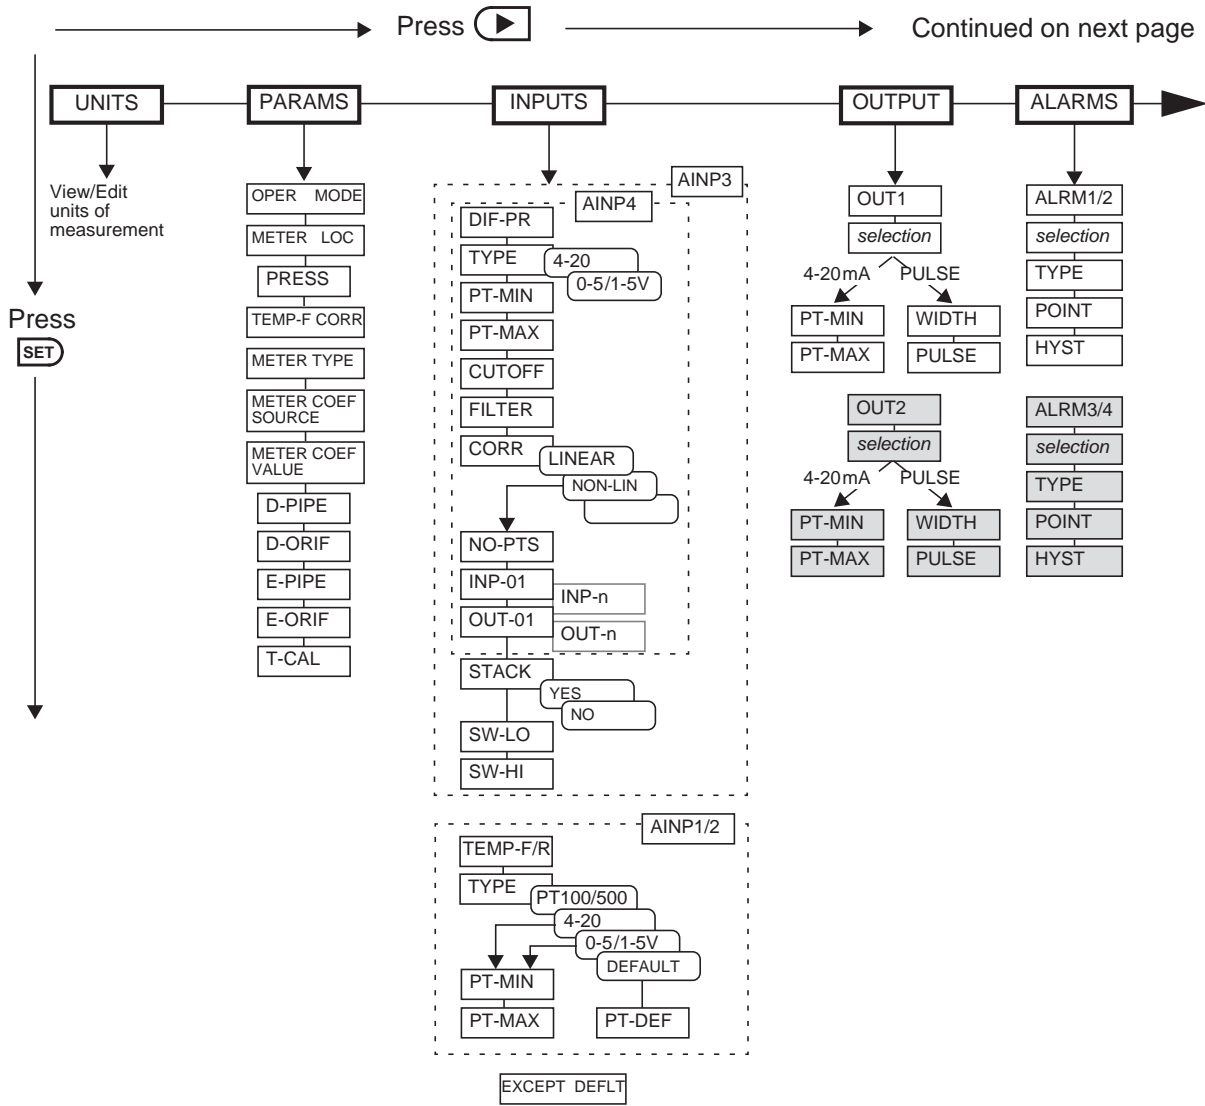 Press
Continued on next page
UNITS
PARAMS
INPUTS
OUTPUT
ALARMS
View/Edit
units of
measurement
Press
SET
OPER MODE
METER LOC
PRESS
TEMP-F CORR
METER TYPE
METER COEF
SOURCE
METER COEF
VALUE
D-PIPE
D-ORIF
E-PIPE
E-ORIF
T-CAL
AINP3
AINP4
DIF-PR
TYPE
4-20
0-5/1-5V
PT-MIN
PT-MAX
CUTOFF
FILTER
CORR
LINEAR
NON-LIN
NO-PTS
INP-01
INP-n
OUT-01
OUT-n
STACK
YES
NO
SW-LO
SW-HI
AINP1/2
TEMP-F/R
TYPE
PT100/500
4-20
0-5/1-5V
DEFAULT
PT-MIN
PT-MAX
PT-DEF
EXCEPT DEFLT
OUT1
selection
4-20mA
PULSE
PT-MIN
WIDTH
PT-MAX
PULSE
OUT2
selection
4-20mA
PULSE
PT-MIN
WIDTH
PT-MAX
PULSE
ALRM1/2
selection
TYPE
POINT
HYST
ALRM3/4
selection
TYPE
POINT
HYST